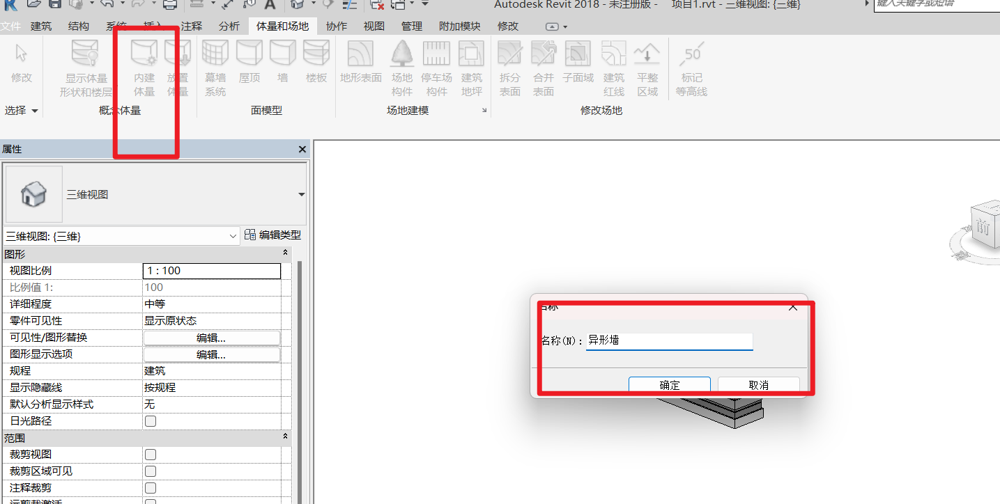 Autodesk Revit 2018 - 未注册版 - 项目1.rvt - 三维视图: {三维}
键入关键字或短语
文件 建筑 结构 系统 插入 注释 分析 体量和场地 协作 视图 管理 附加模块 修改
修改 显示体量 内建 放置 幕墙 屋顶 墙 楼板 地形表面 场地 停车场 建筑 拆分 合并 子面域 建筑 平整 标记
形状和楼层 体量 体量 系统 构件 构件 地坪 表面 表面 红线 区域 等高线
50
选择 概念体量 面模型 场地建模 修改场地
属性
三维视图
三维视图: {三维} 编辑类型
图形
视图比例 1 : 100
比例值 1: 100
详细程度 中等
零件可见性 显示原状态
可见性/图形替换 编辑...
图形显示选项 编辑...
规程 建筑
显示隐藏线 按规程
默认分析显示样式 无
日光路径
范围
裁剪视图
裁剪区域可见
注释裁剪
远剪裁激活
前
名称
名称(N): 异形墙
确定 取消